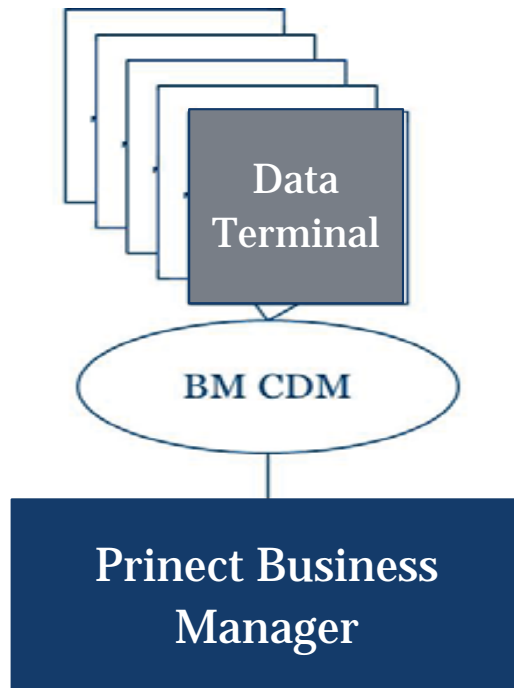 Data
Terminal
BM CDM
Prinect Business
Manager